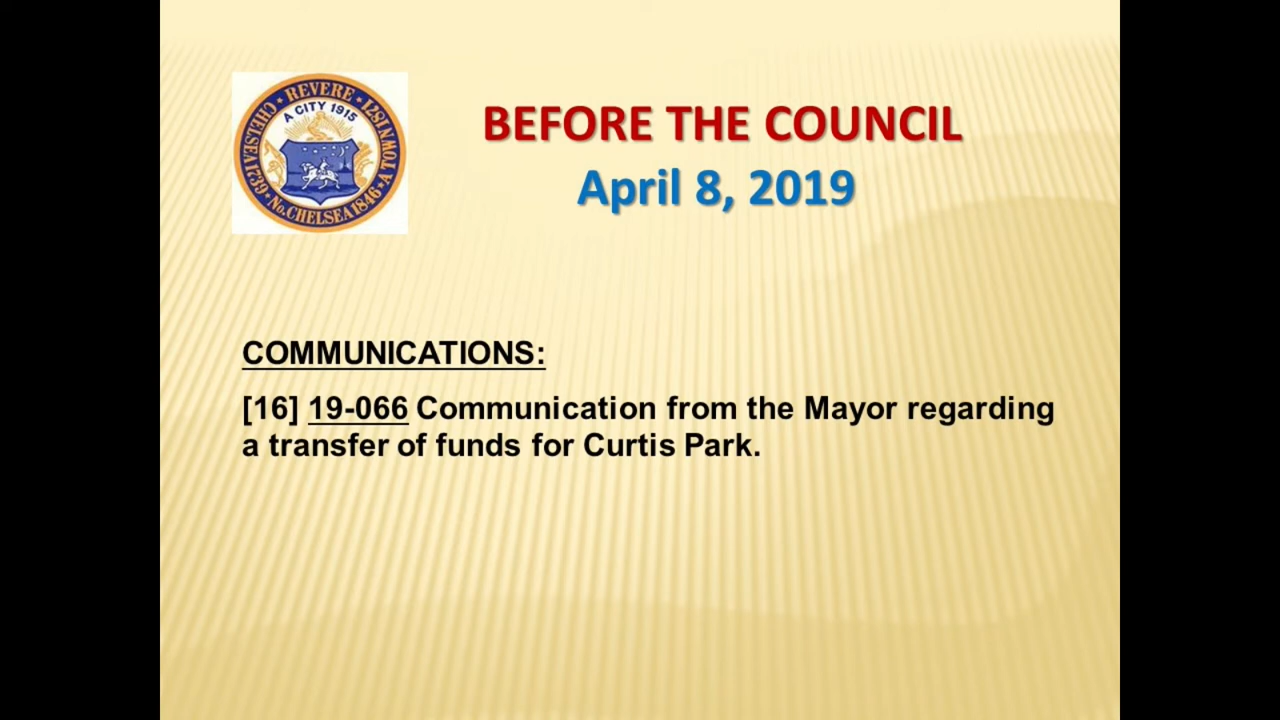 REVERE
A CITY 1915
CHELSEA 1739 • No. CHELSEA 1846 • A TOWN 1871
BEFORE THE COUNCIL
April 8, 2019
COMMUNICATIONS:
[16] 19-066 Communication from the Mayor regarding
a transfer of funds for Curtis Park.